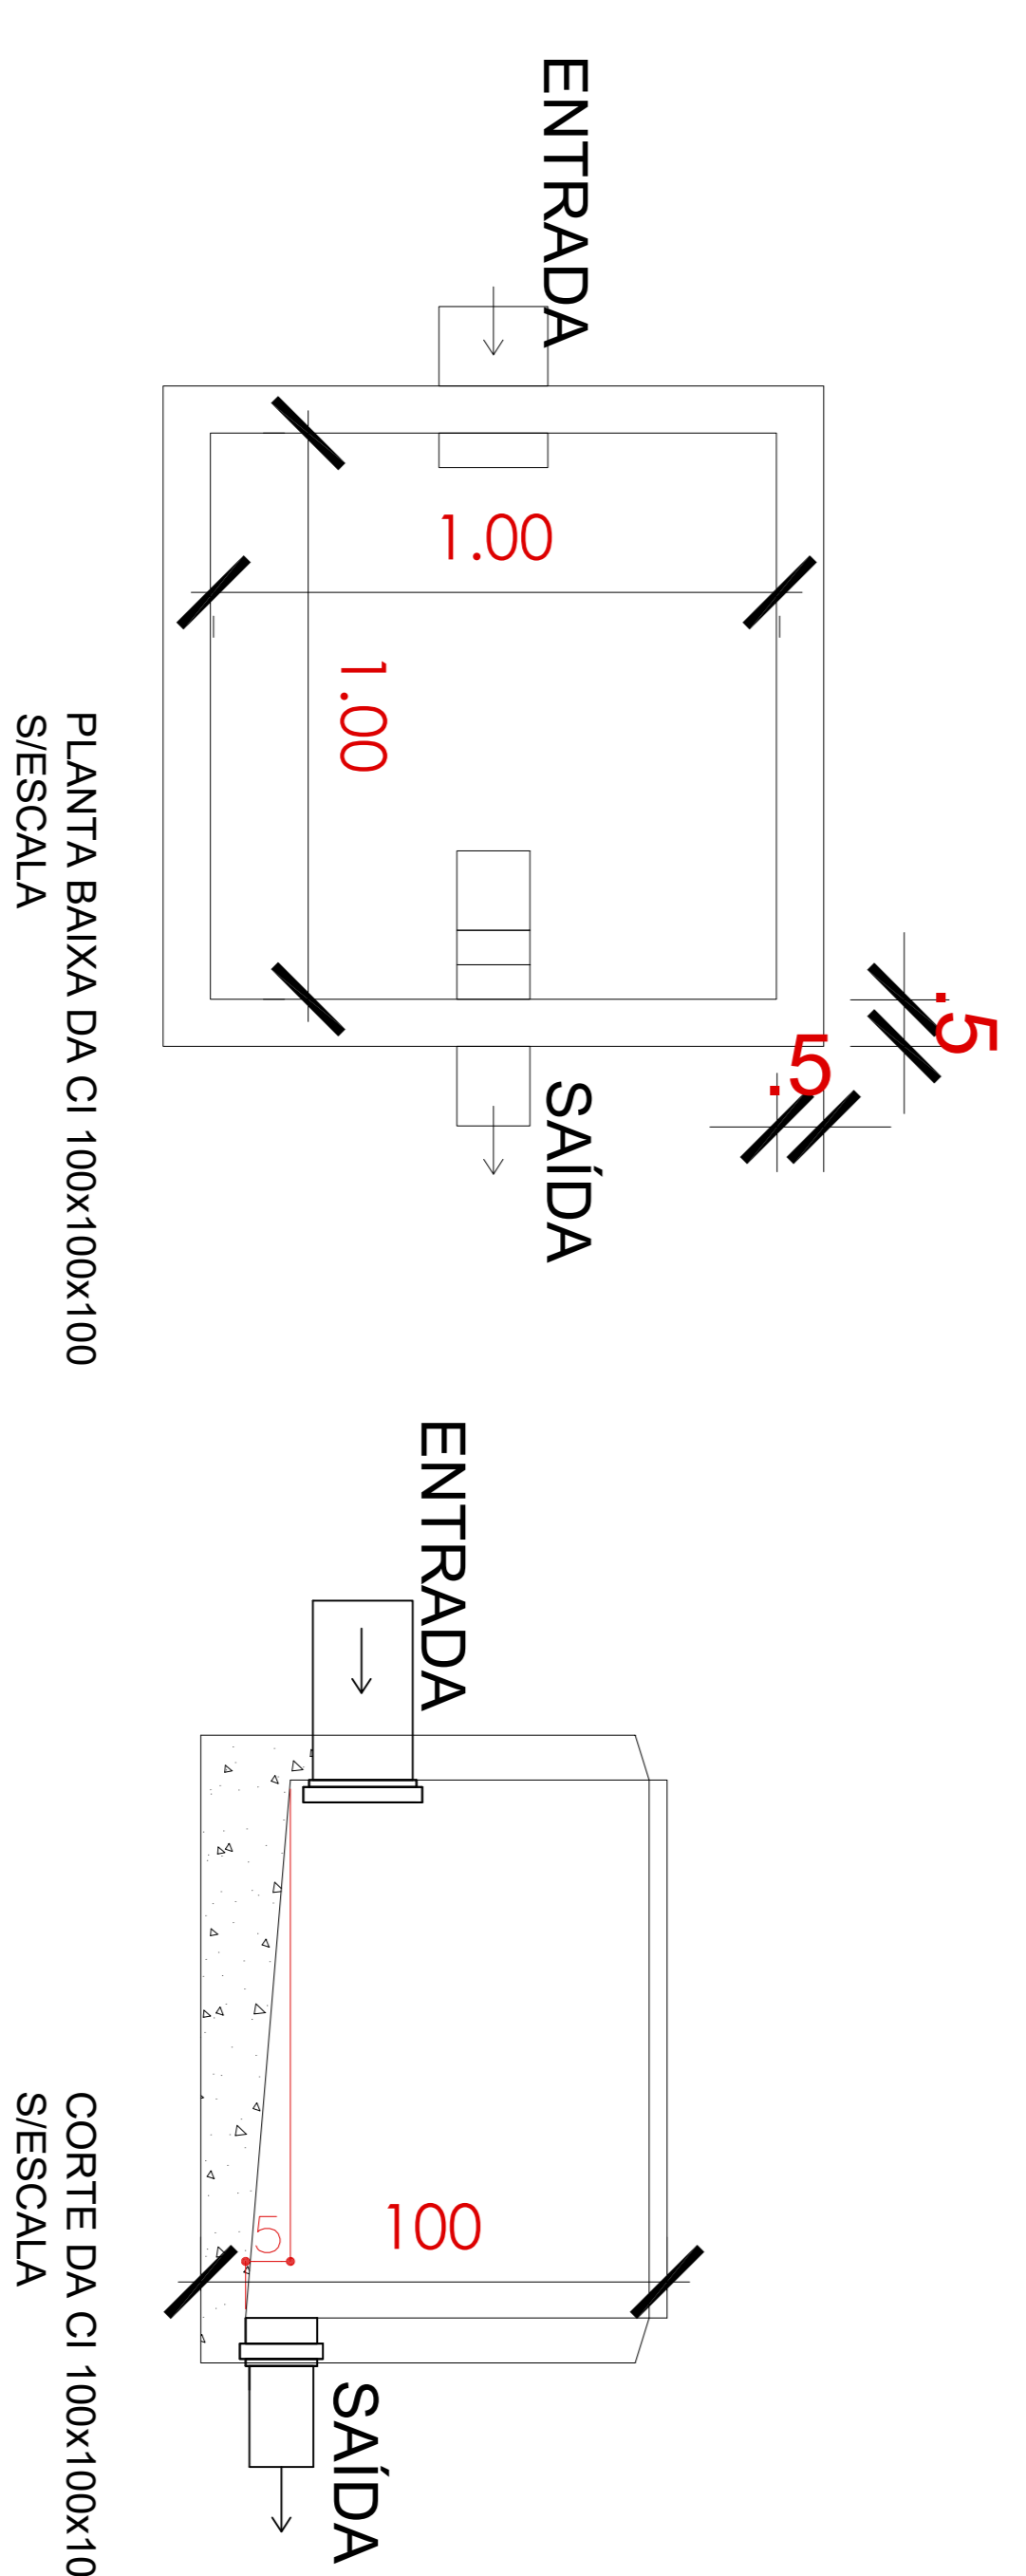 ENTRADA
1.00
1.00
.5
.5
SAÍDA
PLANTA BAIXA DA CI 100x100x100
S/ESCALA
ENTRADA
100
5
SAÍDA
CORTE DA CI 100x100x10
S/ESCALA